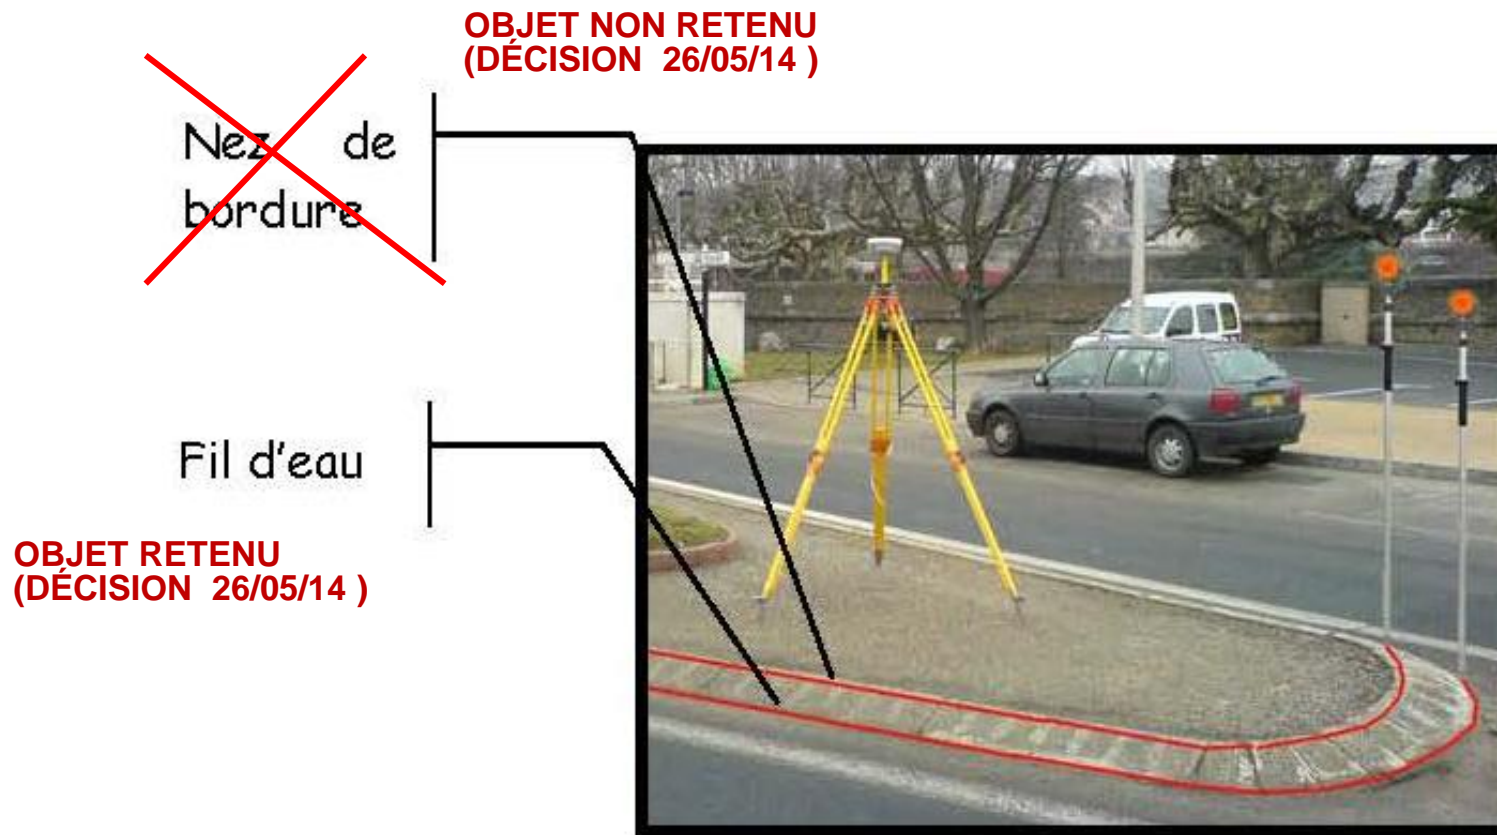 OBJET NON RETENU
(DÉCISION 26/05/14 )
Nez de
bordure
Fil d'eau
OBJET RETENU
(DÉCISION 26/05/14 )